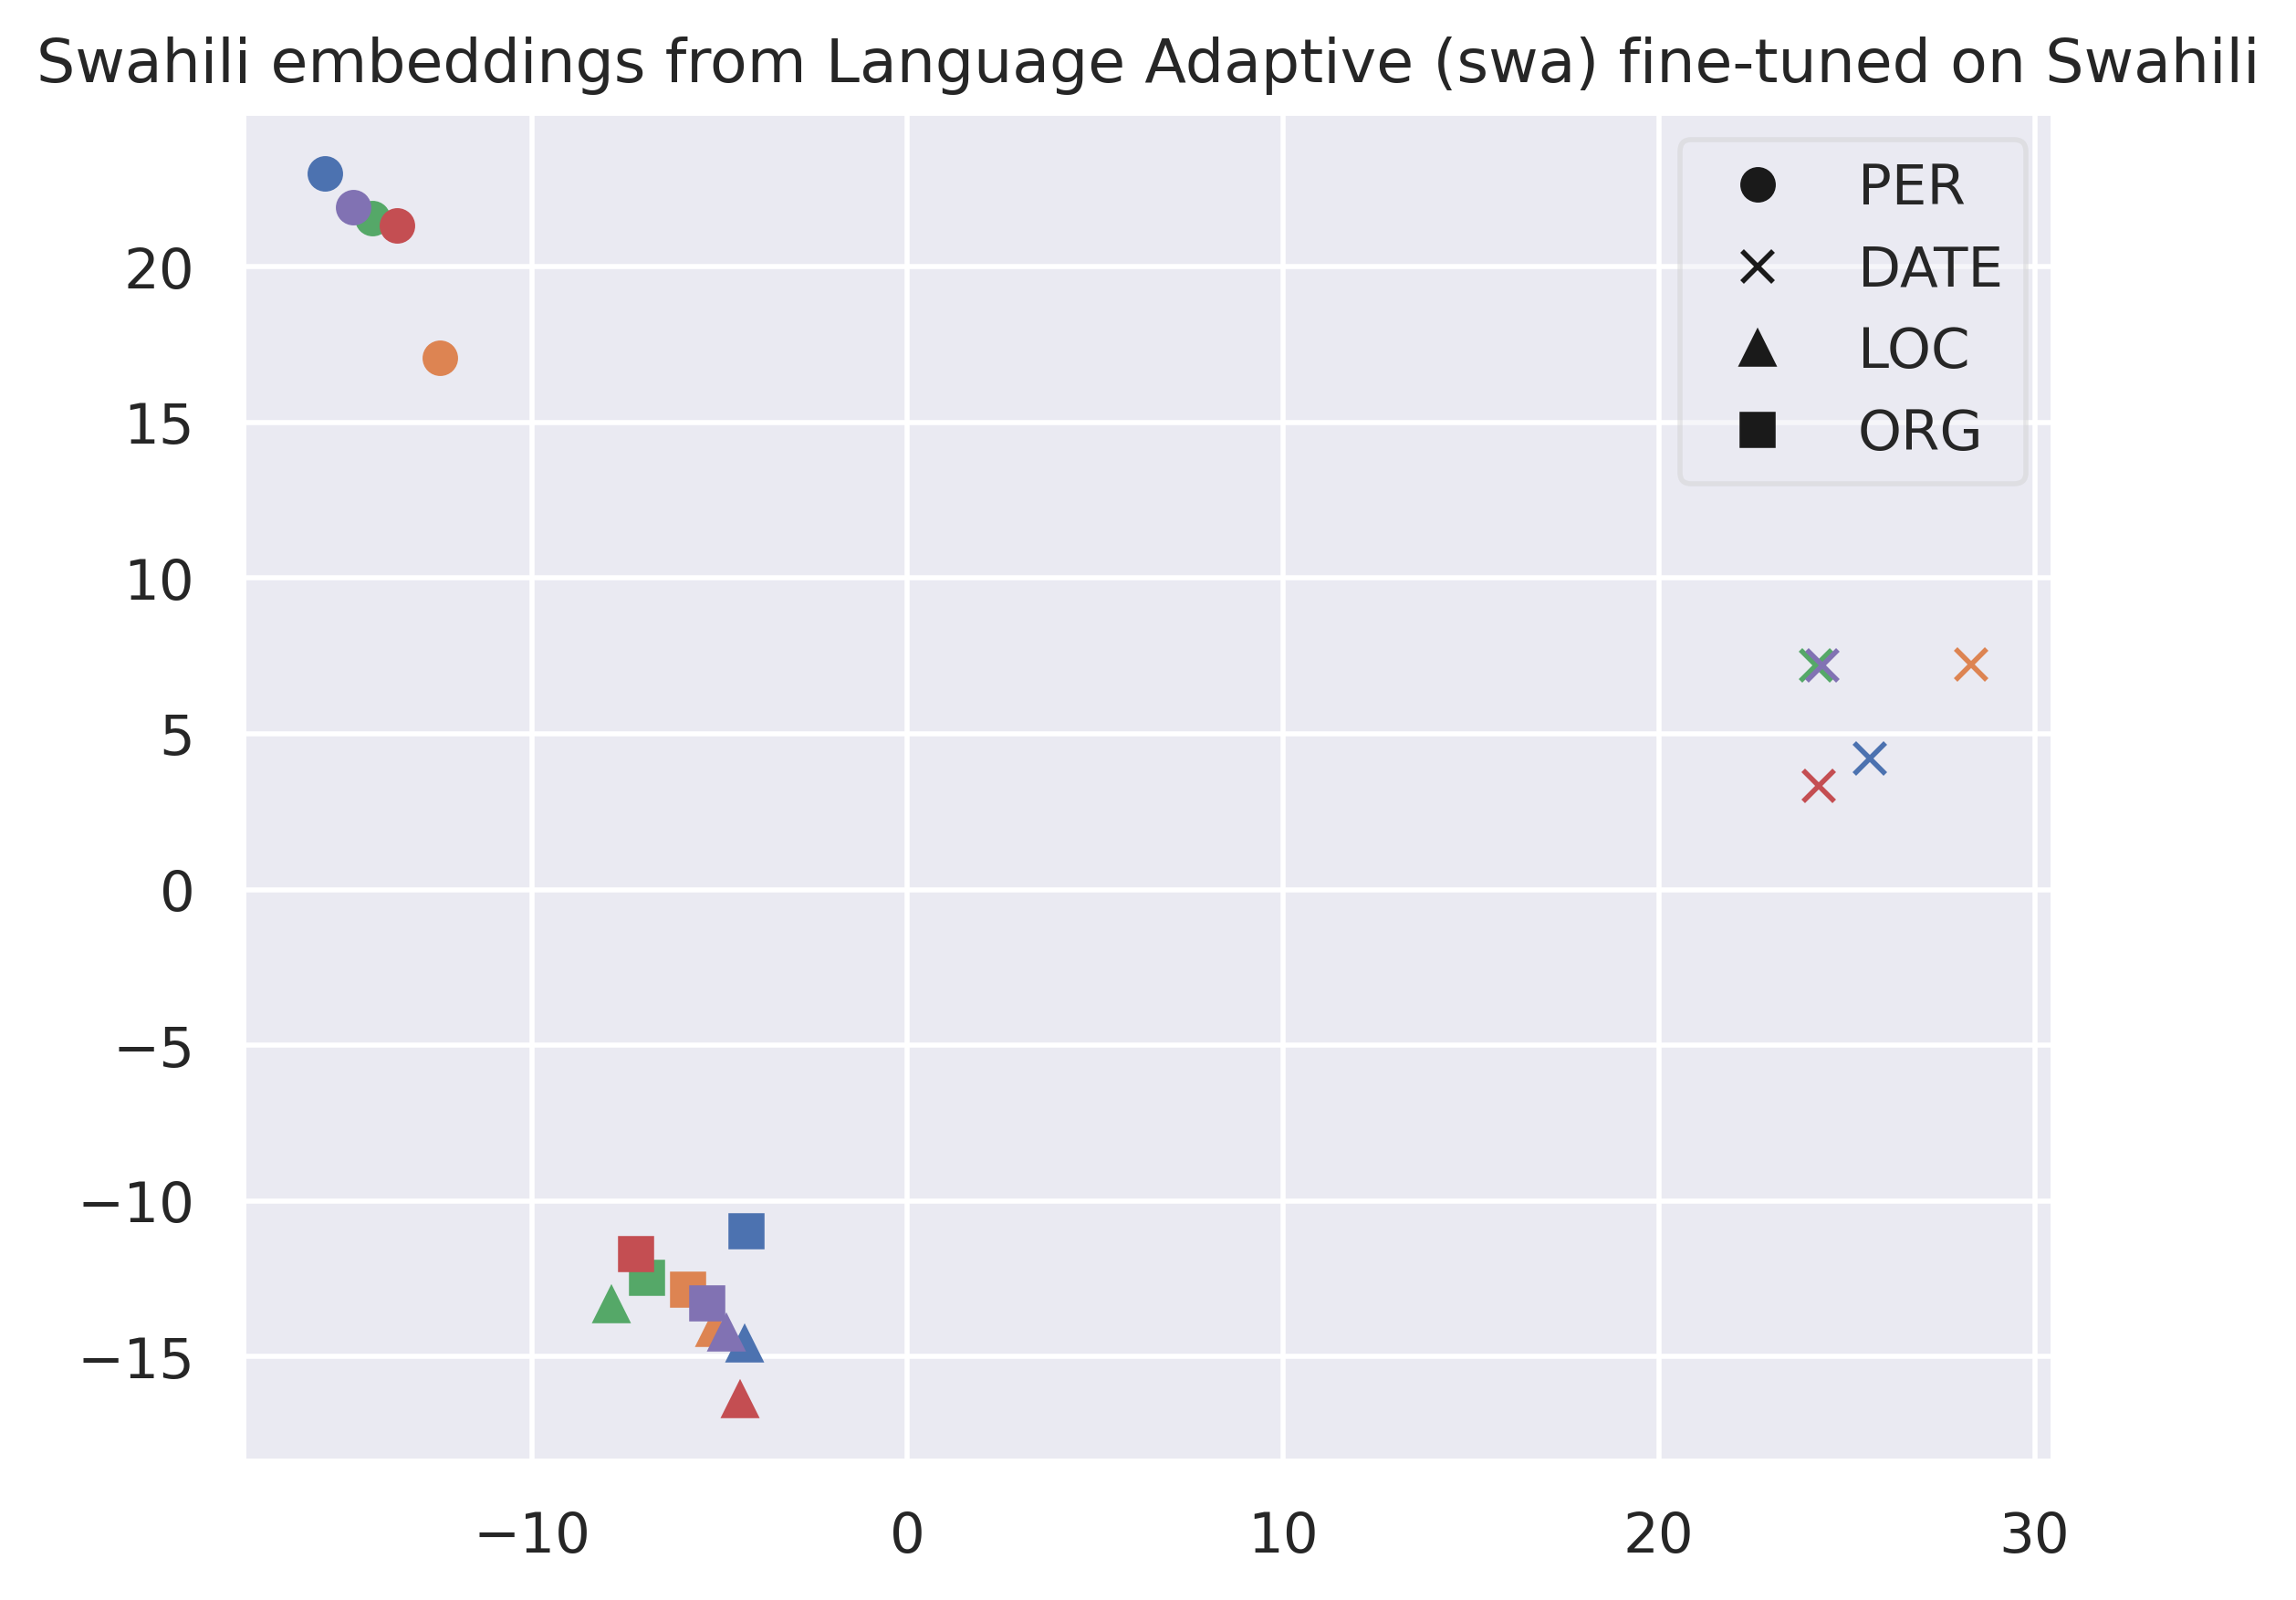 Swahili embeddings from Language Adaptive (swa) fine-tuned on Swahili
PER
DATE
LOC
ORG
20
15
10
5
0
−5
−10
−15
−10 0 10 20 30